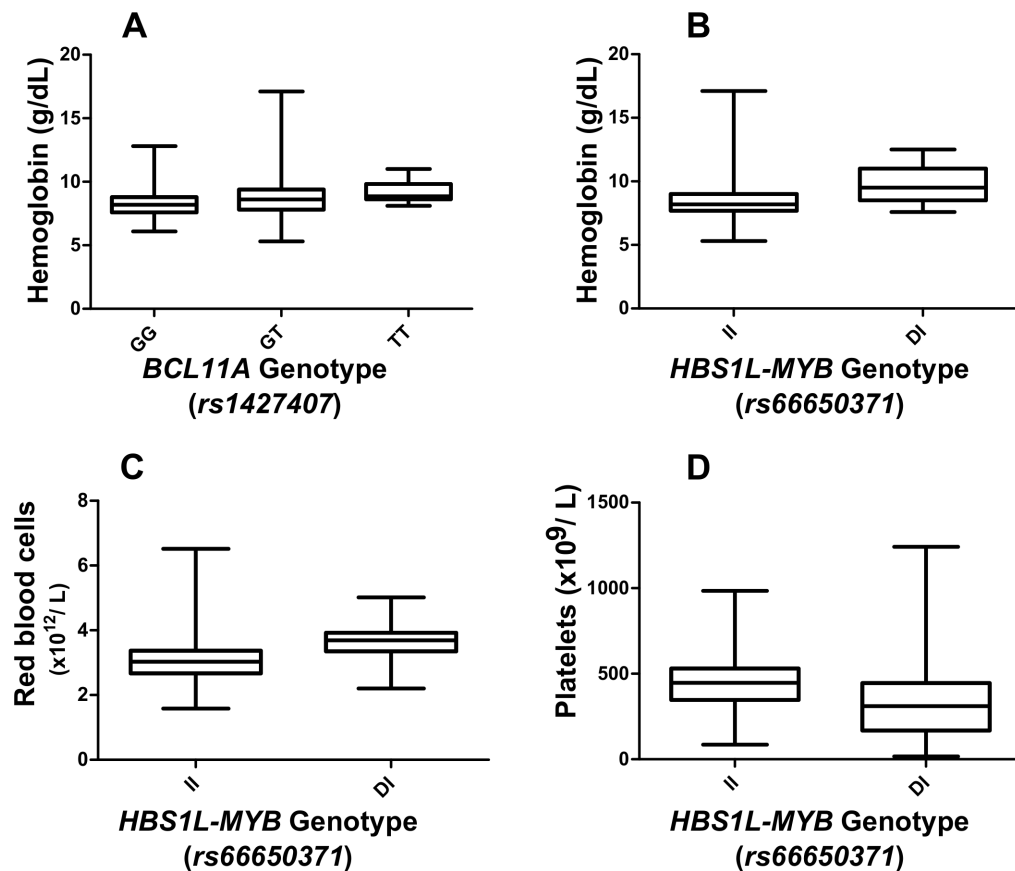 A
Hemoglobin (g/dL)
20
15
10
5
0
GG
GT
TT
BCL11A Genotype
(rs1427407)
B
Hemoglobin (g/dL)
20
15
10
5
0
II
DI
HBS1L-MYB Genotype
(rs66650371)
C
Red blood cells
(x10¹²/ L)
8
6
4
2
0
II
DI
HBS1L-MYB Genotype
(rs66650371)
D
Platelets (x10⁹/ L)
1500
1000
500
0
II
DI
HBS1L-MYB Genotype
(rs66650371)